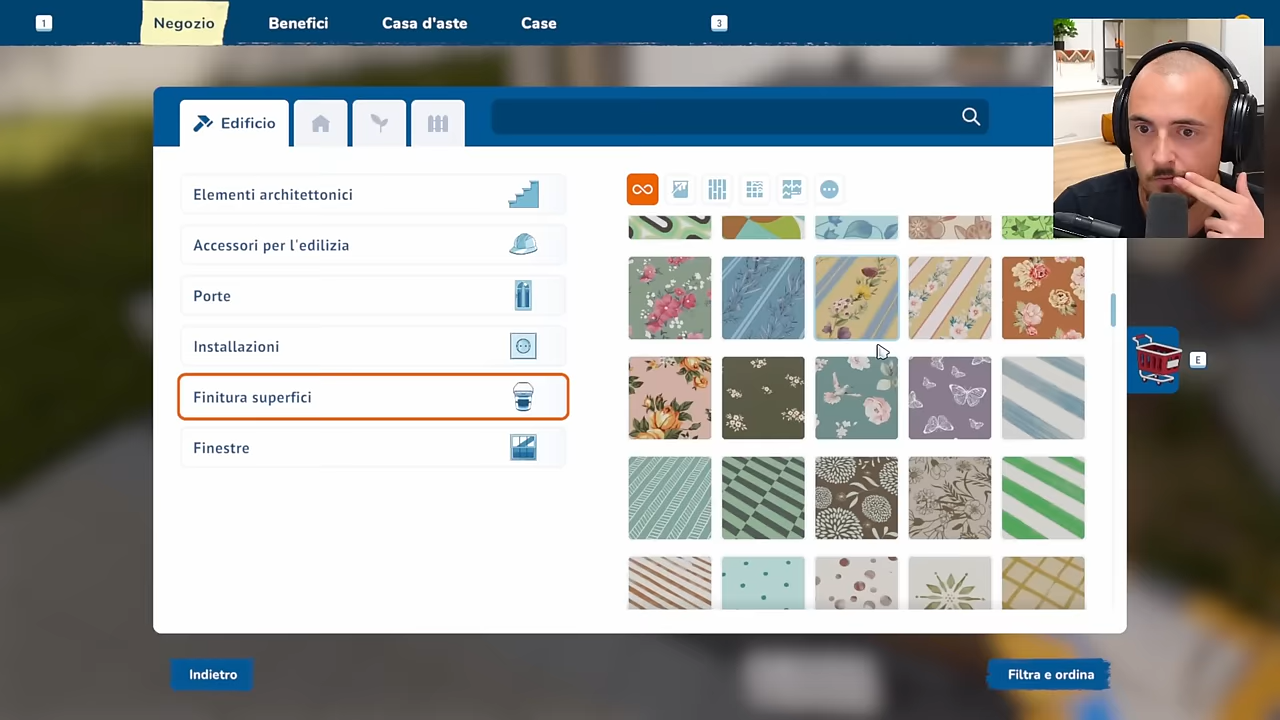 1
Negozio
Benefici
Casa d'aste
Case
3
Edificio
Elementi architettonici
Accessori per l'edilizia
Porte
Installazioni
Finitura superfici
Finestre
E
Indietro
Filtra e ordina